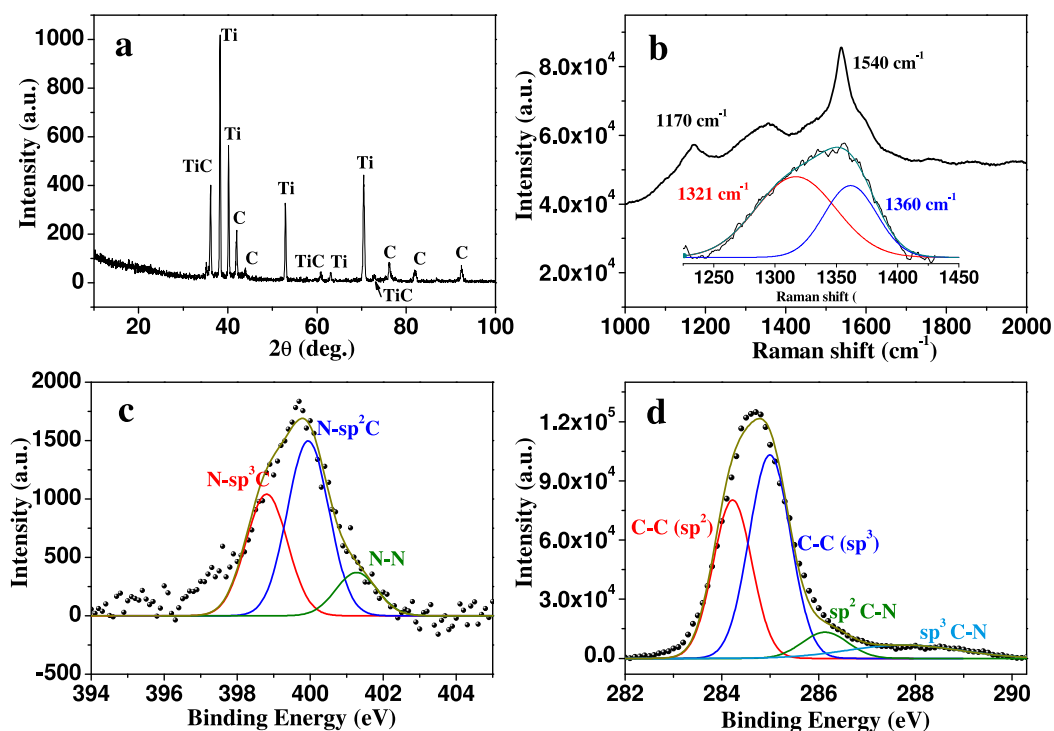 a
Intensity (a.u.)
1000
800
600
400
200
0
TiC
Ti
Ti
C
C
Ti
TiC
Ti
Ti
TiC
C
C
C
20 40 60 80 100
2θ (deg.)
b
Intensity (a.u.)
8.0x10⁴
6.0x10⁴
4.0x10⁴
2.0x10⁴
1540 cm⁻¹
1170 cm⁻¹
1321 cm⁻¹
1360 cm⁻¹
1250 1300 1350 1400 1450
Raman shift (
1000 1200 1400 1600 1800 2000
Raman shift (cm⁻¹)
c
Intensity (a.u.)
2000
1500
1000
500
0
-500
N-sp²C
N-sp³C
N-N
394 396 398 400 402 404
Binding Energy (eV)
d
Intensity (a.u.)
1.2x10⁵
9.0x10⁴
6.0x10⁴
3.0x10⁴
0.0
C-C (sp²)
C-C (sp³)
sp² C-N
sp³ C-N
282 284 286 288 290
Binding Energy (eV)